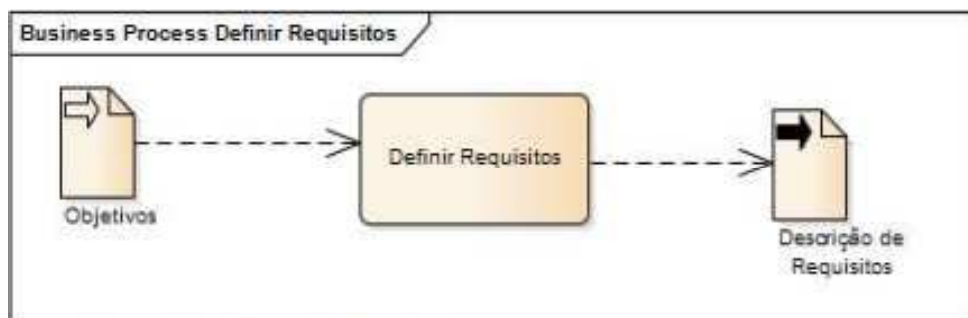 Business Process Definir Requisitos
Objetivos
Definir Requisitos
Descrição de
Requisitos